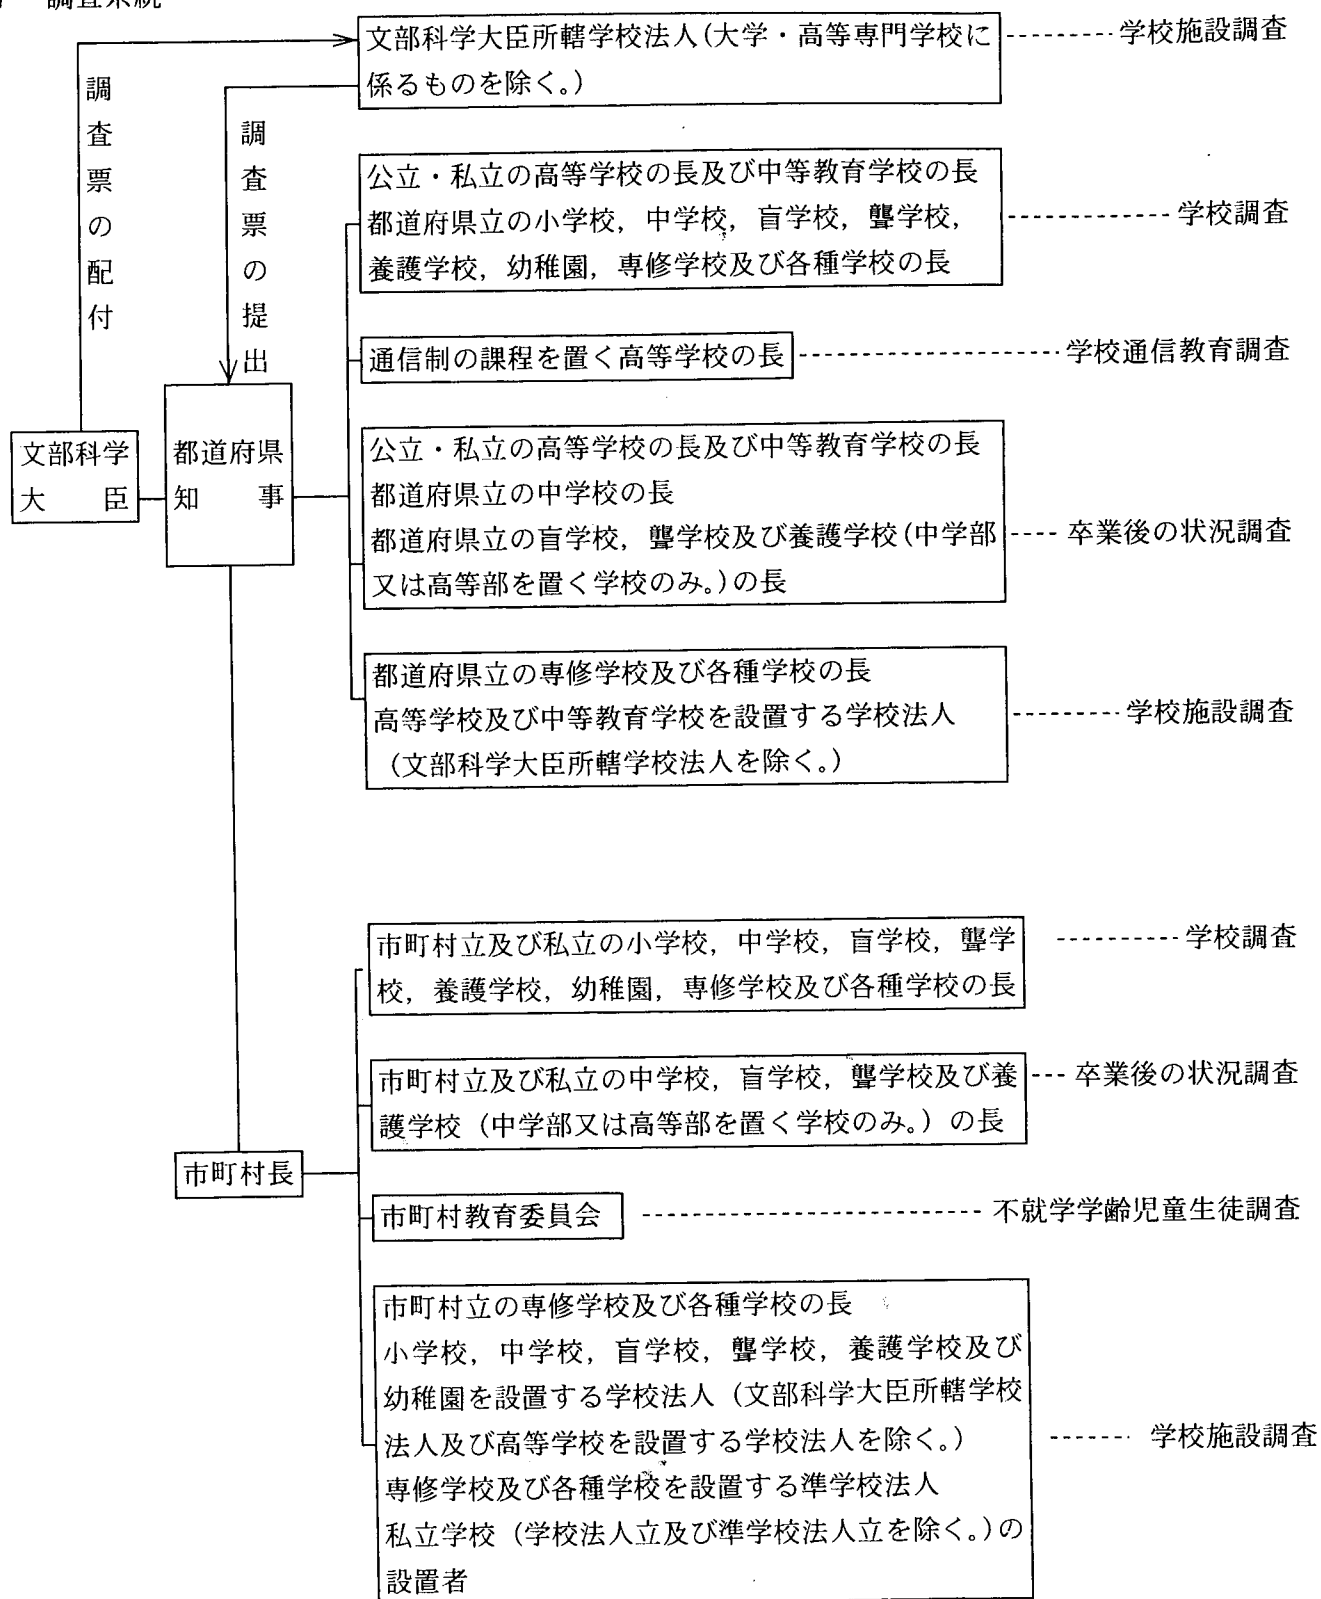 調査系統
文部科学大臣所轄学校法人(大学・高等専門学校に
係るものを除く。)
学校施設調査
調査票の配付
調査票の提出
公立・私立の高等学校の長及び中等教育学校の長
都道府県立の小学校，中学校，盲学校，聾学校，
養護学校，幼稚園，専修学校及び各種学校の長
学校調査
通信制の課程を置く高等学校の長
学校通信教育調査
文部科学
大臣
都道府県
知事
公立・私立の高等学校の長及び中等教育学校の長
都道府県立の中学校の長
都道府県立の盲学校，聾学校及び養護学校(中学部
又は高等部を置く学校のみ。)の長
卒業後の状況調査
都道府県立の専修学校及び各種学校の長
高等学校及び中等教育学校を設置する学校法人
(文部科学大臣所轄学校法人を除く。)
学校施設調査
市町村立及び私立の小学校，中学校，盲学校，聾学
校，養護学校，幼稚園，専修学校及び各種学校の長
学校調査
市町村立及び私立の中学校，盲学校，聾学校及び養
護学校（中学部又は高等部を置く学校のみ。）の長
卒業後の状況調査
市町村長
市町村教育委員会
不就学学齢児童生徒調査
市町村立の専修学校及び各種学校の長
小学校，中学校，盲学校，聾学校，養護学校及び
幼稚園を設置する学校法人（文部科学大臣所轄学校
法人及び高等学校を設置する学校法人を除く。）
専修学校及び各種学校を設置する準学校法人
私立学校（学校法人立及び準学校法人立を除く。）の
設置者
学校施設調査